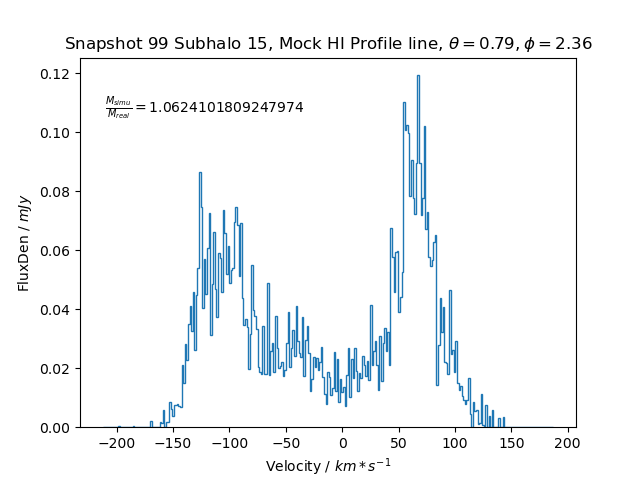 Snapshot 99 Subhalo 15, Mock HI Profile line, θ = 0.79, ϕ = 2.36
0.12
M_simu/M_real = 1.0624101809247974
0.10
0.08
FluxDen / mJy
0.06
0.04
0.02
0.00
−200 −150 −100 −50 0 50 100 150 200
Velocity / km * s⁻¹